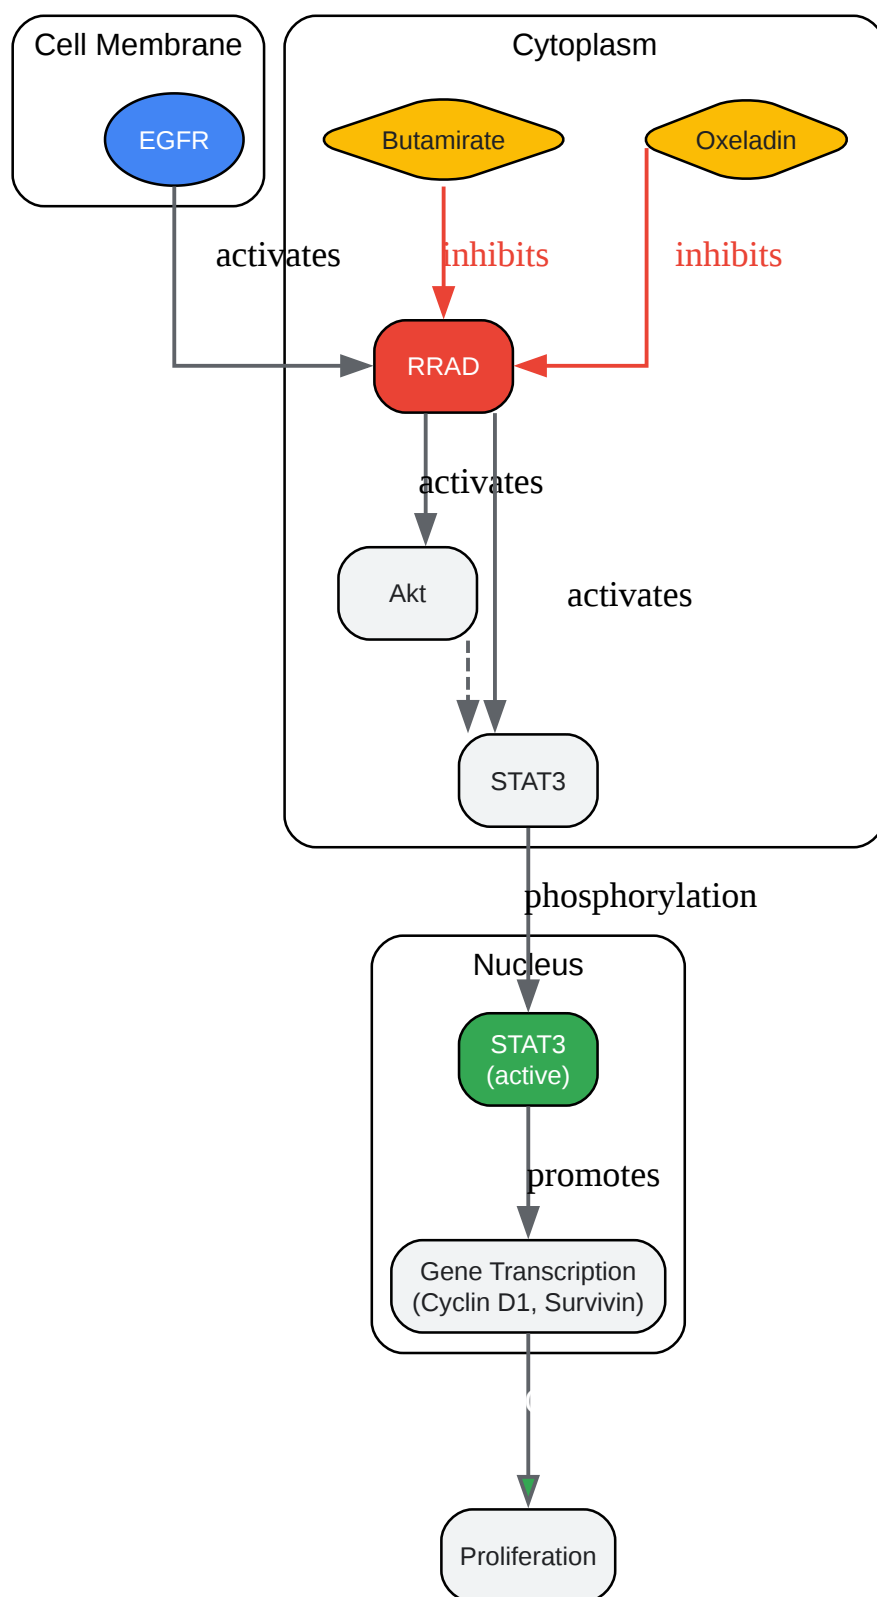 Cell Membrane
Cytoplasm
EGFR
Butamirate
Oxeladin
activates
inhibits
inhibits
RRAD
activates
Akt
activates
STAT3
phosphorylation
Nucleus
STAT3
(active)
promotes
Gene Transcription
(Cyclin D1, Survivin)
Proliferation